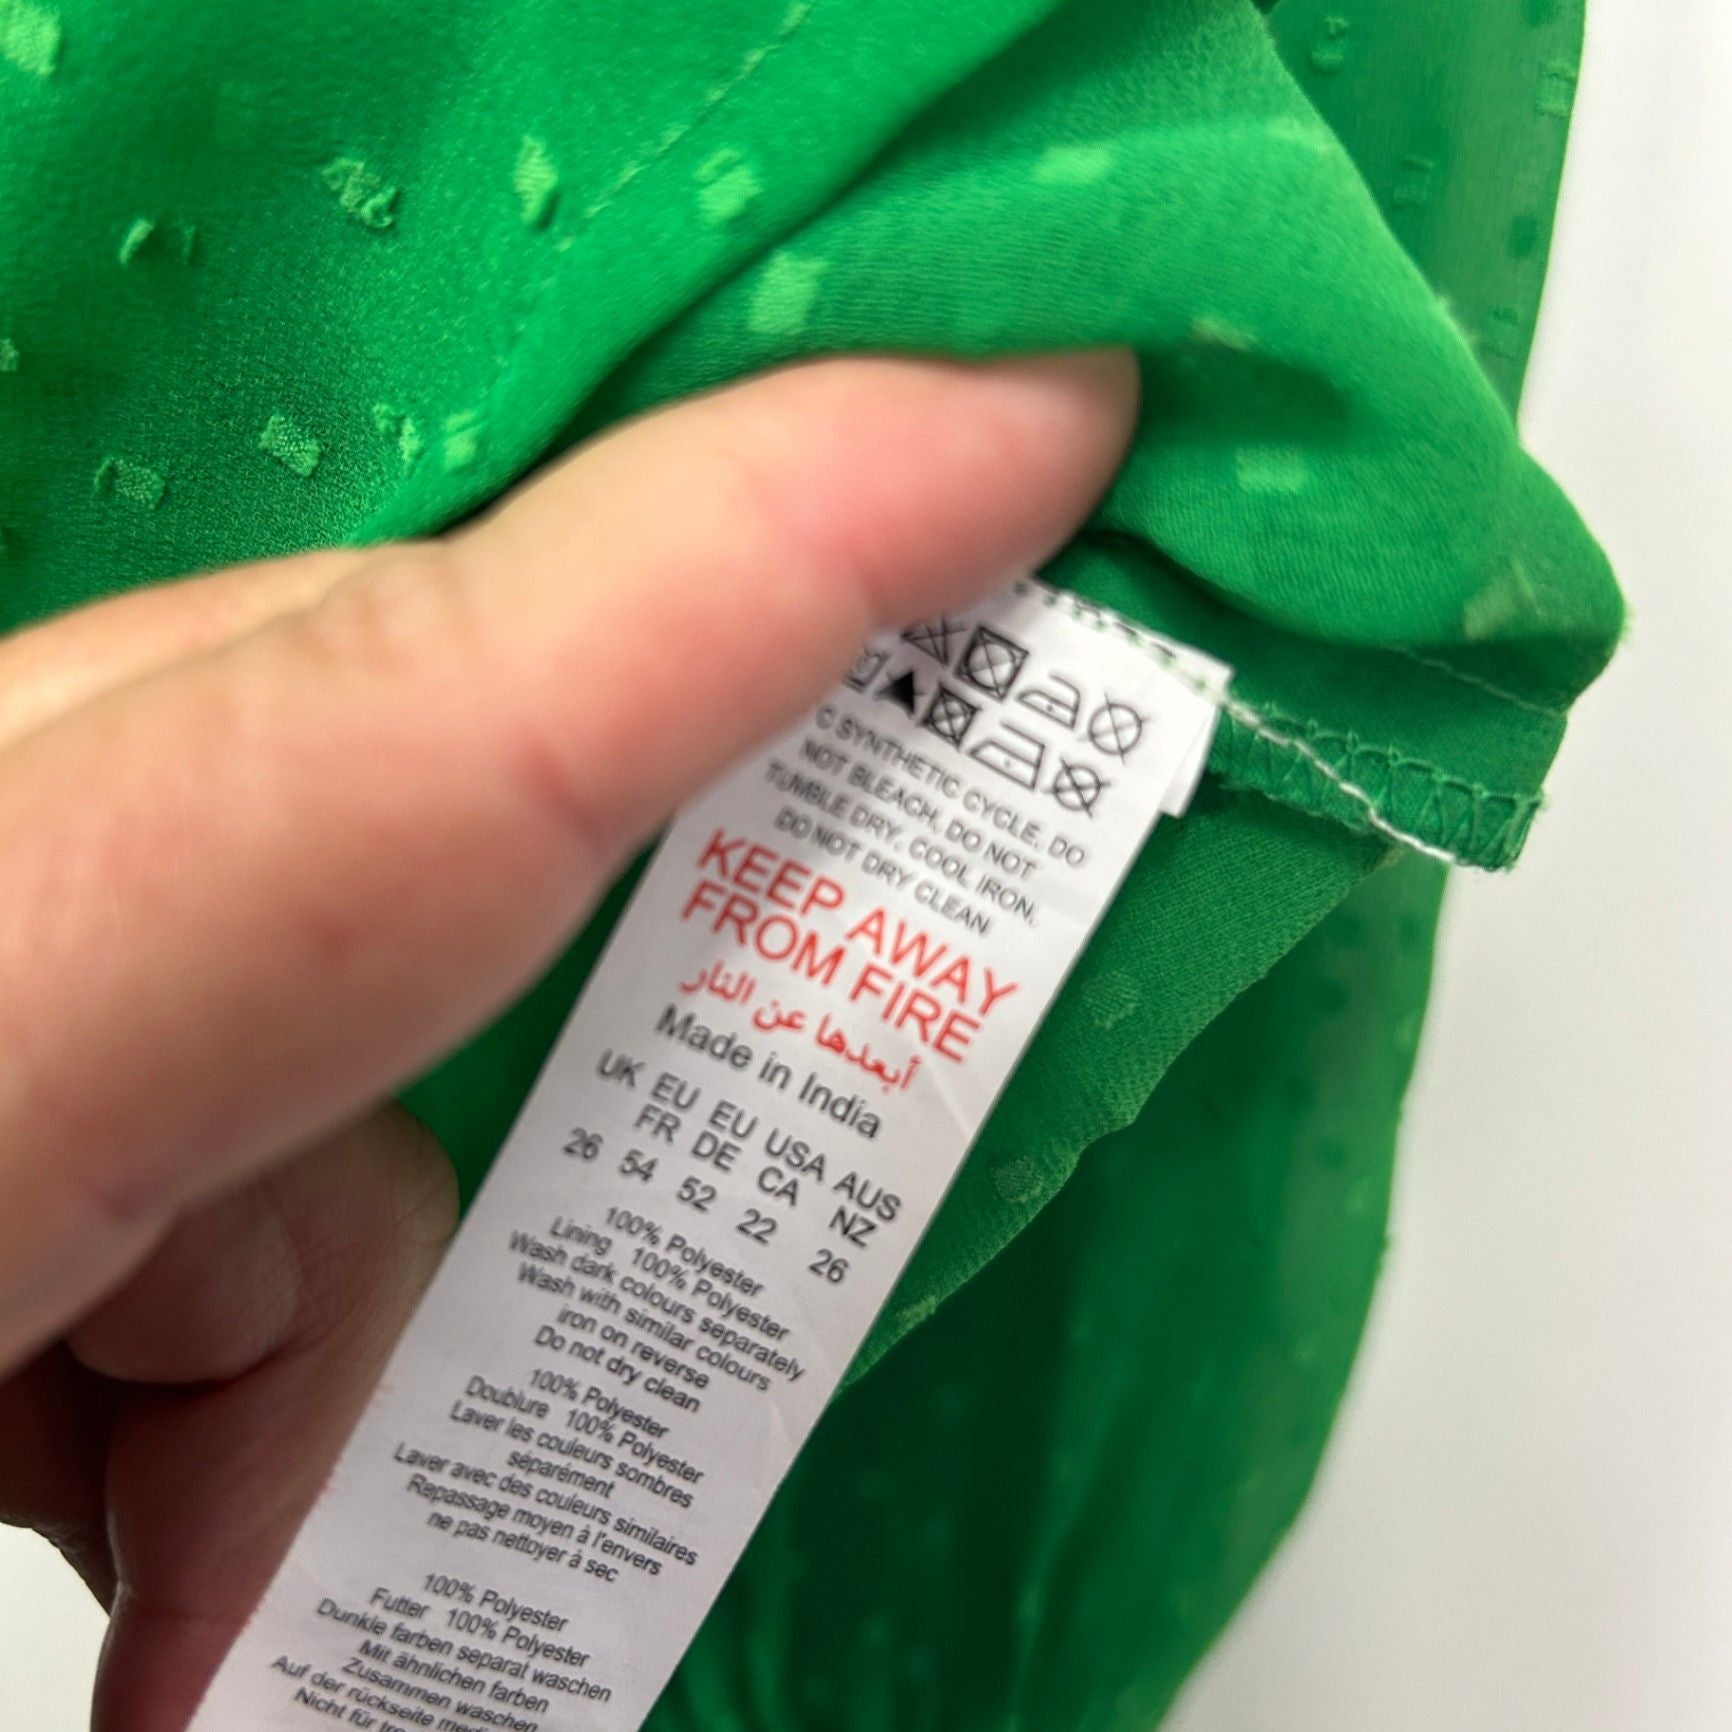 C SYNTHETIC CYCLE, DO
NOT BLEACH, DO NOT
TUMBLE DRY, COOL IRON,
DO NOT DRY CLEAN
KEEP AWAY
FROM FIRE
أبعدها عن النار
Made in India
UK EU EU USA AUS
FR DE CA NZ
26 54 52 22 26
100% Polyester
Lining 100% Polyester
Wash dark colours separately
Wash with similar colours
iron on reverse
Do not dry clean
100% Polyester
Doublure 100% Polyester
Laver les couleurs sombres
séparément
Laver avec des couleurs similaires
Repassage moyen à l'envers
ne pas nettoyer à sec
100% Polyester
Futter 100% Polyester
Dunkle farben separat waschen
Mit ähnlichen farben
Zusammen waschen
Auf der rückseite
Nicht für